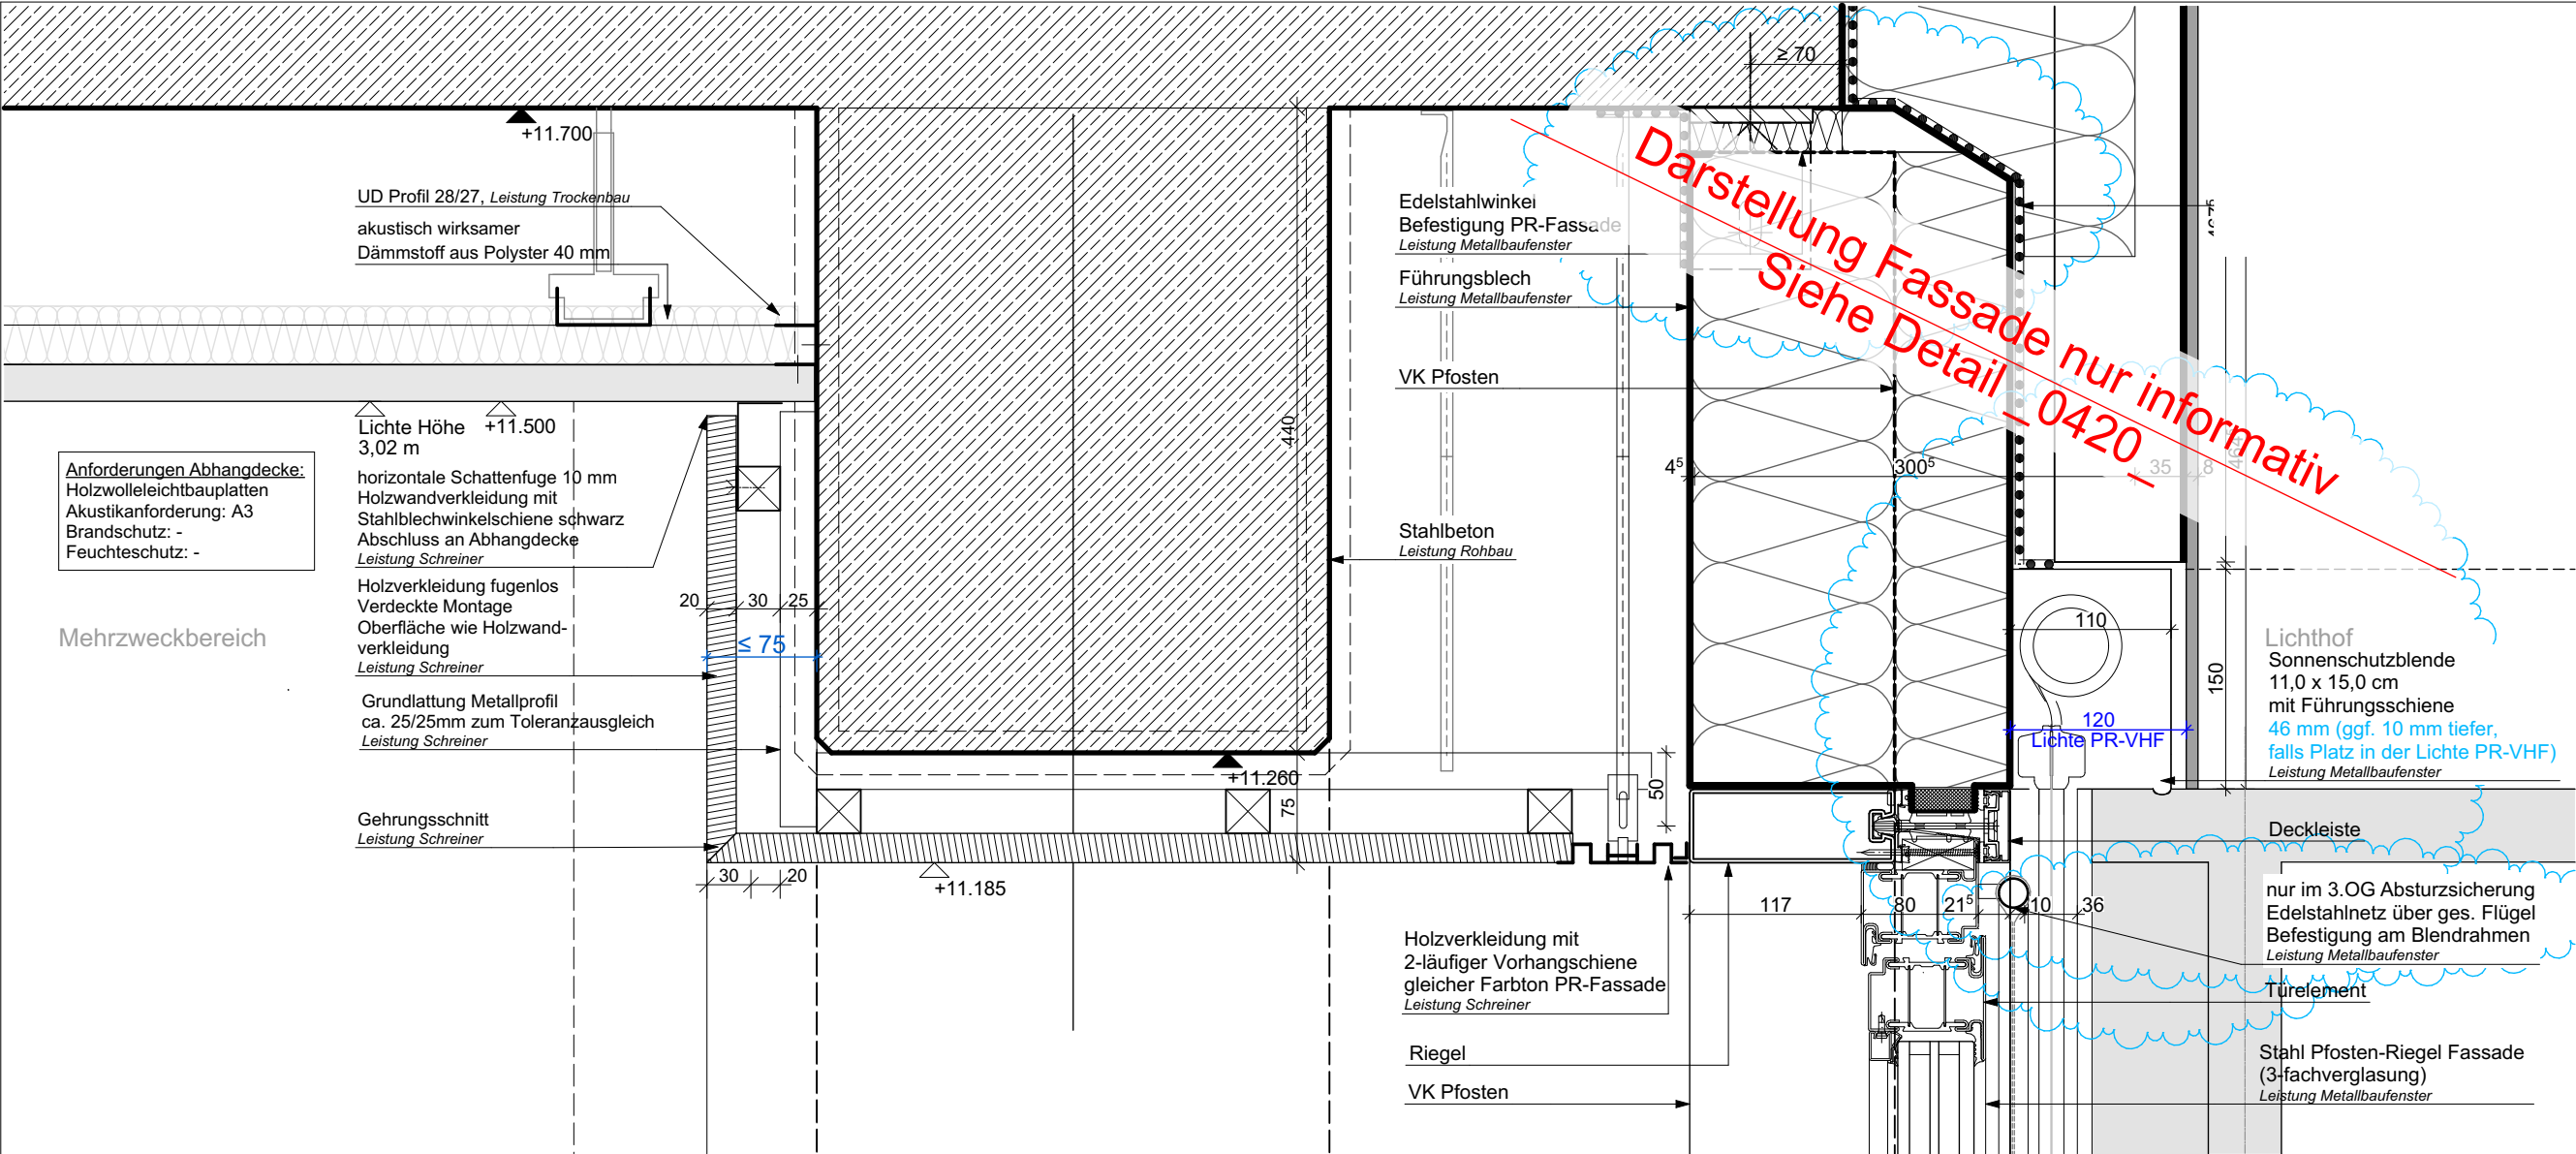 ≥ 70
+11.700
UD Profil 28/27, Leistung Trockenbau
akustisch wirksamer
Dämmstoff aus Polyster 40 mm
Lichte Höhe
3,02 m
+11.500
Anforderungen Abhangdecke:
Holzwolleleichtbauplatten
Akustikanforderung: A3
Brandschutz: -
Feuchteschutz: -
horizontale Schattenfuge 10 mm
Holzwandverkleidung mit
Stahlblechwinkelschiene schwarz
Abschluss an Abhangdecke
Leistung Schreiner
Holzverkleidung fugenlos
Verdeckte Montage
Oberfläche wie Holzwand-
verkleidung
Leistung Schreiner
Mehrzweckbereich
Grundlattung Metallprofil
ca. 25/25mm zum Toleranzausgleich
Leistung Schreiner
Gehrungsschnitt
Leistung Schreiner
20
30
25
≤ 75
30
20
440
+11.260
75
+11.185
Edelstahlwinkel
Befestigung PR-Fassade
Leistung Metallbaufenster
Führungsblech
Leistung Metallbaufenster
VK Pfosten
Stahlbeton
Leistung Rohbau
Darstellung Fassade nur informativ
Siehe Detail_ 0420_
4⁵
300⁵
35
8
50
Holzverkleidung mit
2-läufiger Vorhangschiene
gleicher Farbton PR-Fassade
Leistung Schreiner
Riegel
VK Pfosten
117
80
21⁵
10
36
110
150
120
Lichte PR-VHF
Lichthof
Sonnenschutzblende
11,0 x 15,0 cm
mit Führungsschiene
46 mm (ggf. 10 mm tiefer,
falls Platz in der Lichte PR-VHF)
Leistung Metallbaufenster
Deckleiste
nur im 3.OG Absturzsicherung
Edelstahlnetz über ges. Flügel
Befestigung am Blendrahmen
Leistung Metallbaufenster
Türelement
Stahl Pfosten-Riegel Fassade
(3-fachverglasung)
Leistung Metallbaufenster